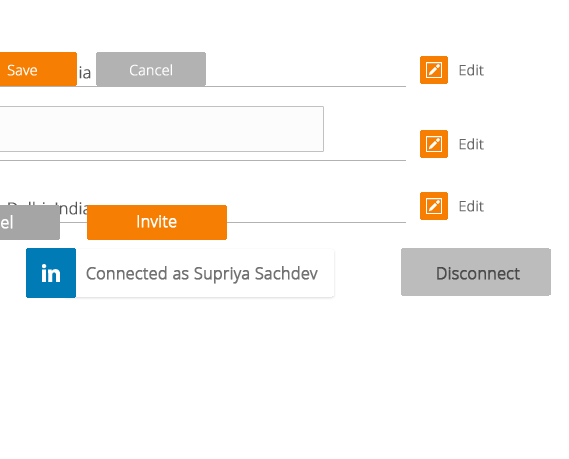 Save ia Cancel Edit
Edit
Delhi, India Edit
el Invite
in Connected as Supriya Sachdev Disconnect